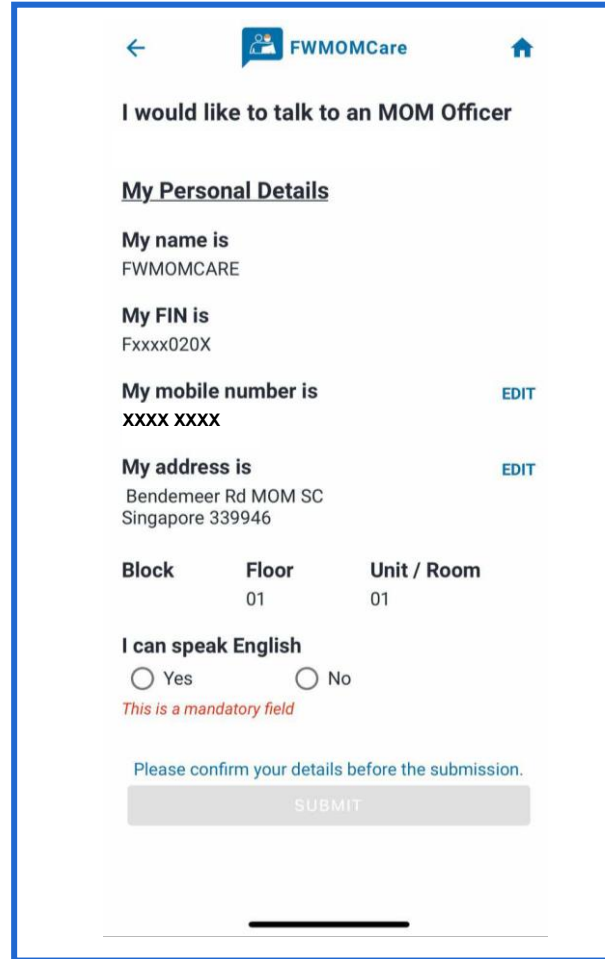 FWMOMCare
I would like to talk to an MOM Officer
My Personal Details
My name is
FWMOMCARE
My FIN is
Fxxxx020X
My mobile number is EDIT
XXXX XXXX
My address is EDIT
Bendemeer Rd MOM SC
Singapore 339946
Block Floor Unit / Room
01 01
I can speak English
Yes No
This is a mandatory field
Please confirm your details before the submission.
SUBMIT